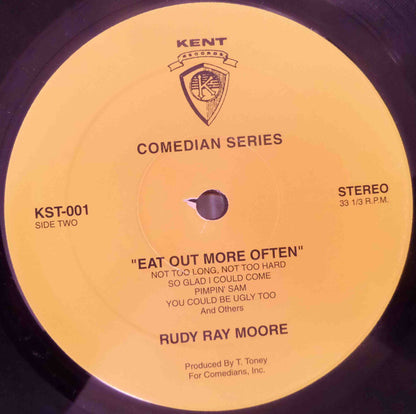 KENT
RECORDS
K
COMEDIAN SERIES
KST-001
SIDE TWO
STEREO
33 1/3 R.P.M.
"EAT OUT MORE OFTEN"
NOT TOO LONG, NOT TOO HARD
SO GLAD I COULD COME
PIMPIN' SAM
YOU COULD BE UGLY TOO
And Others
RUDY RAY MOORE
Produced By T. Toney
For Comedians, Inc.